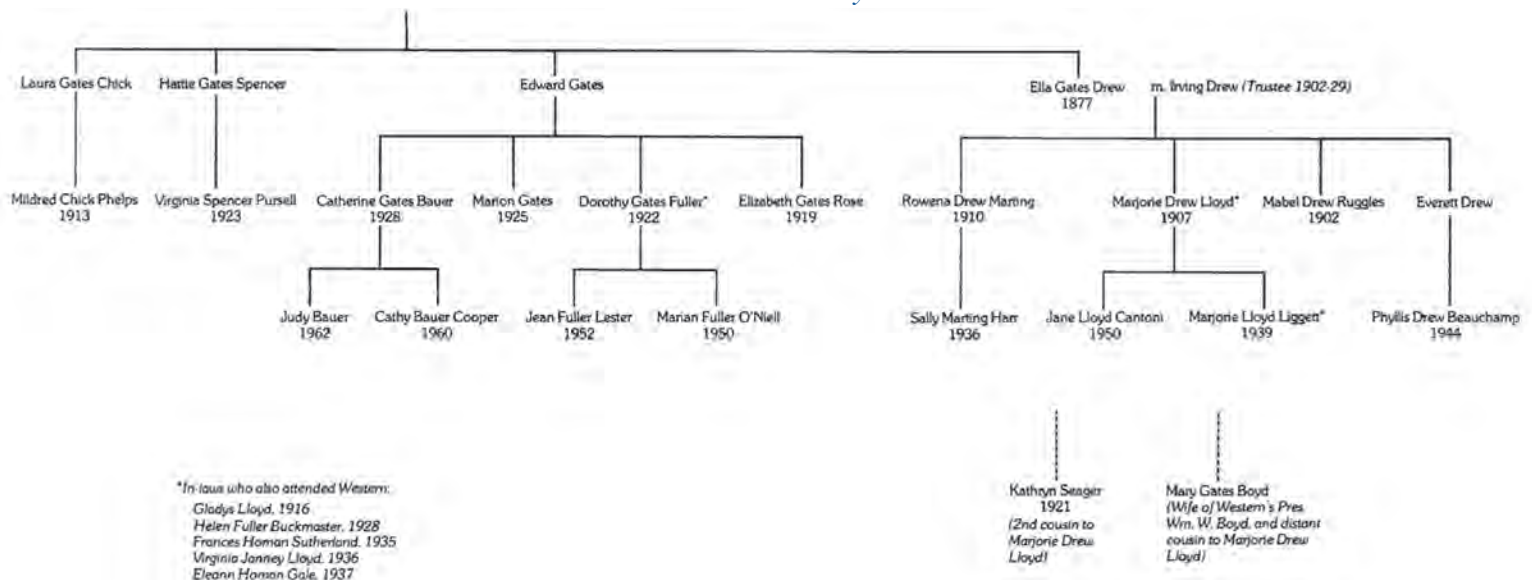 Laura Gates Chick
Hattie Gates Spencer
Edward Gates
Ella Gates Drew
1877
m. Irving Drew (Trustee 1902-29)
Mildred Chick Phelps
1913
Virginia Spencer Pursell
1923
Catherine Gates Bauer
1928
Marion Gates
1925
Dorothy Gates Fuller*
1922
Elizabeth Gates Rose
1919
Rowena Drew Marting
1910
Marjorie Drew Lloyd*
1907
Mabel Drew Ruggles
1902
Everett Drew
Judy Bauer
1962
Cathy Bauer Cooper
1960
Jean Fuller Lester
1952
Marian Fuller O'Niell
1950
Sally Marting Harr
1936
Jane Lloyd Cantoni
1950
Marjorie Lloyd Liggett*
1939
Phyllis Drew Beauchamp
1944
*In-laws who also attended Western:
Gladys Lloyd, 1916
Helen Fuller Buckmaster, 1928
Frances Homan Sutherland, 1935
Virginia Janney Lloyd, 1936
Eleann Homan Gale, 1937
Kathryn Seager
1921
(2nd cousin to
Marjorie Drew
Lloyd)
Mary Gates Boyd
(Wife of Western's Pres.
Wm. W. Boyd, and distant
cousin to Marjorie Drew
Lloyd)